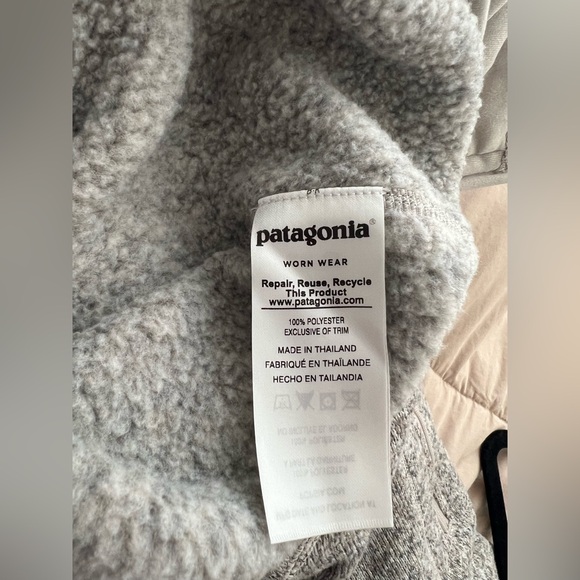 patagonia®
WORN WEAR
Repair, Reuse, Recycle
This Product
www.patagonia.com
100% POLYESTER
EXCLUSIVE OF TRIM
MADE IN THAILAND
FABRIQUÉ EN THAÏLANDE
HECHO EN TAILANDIA